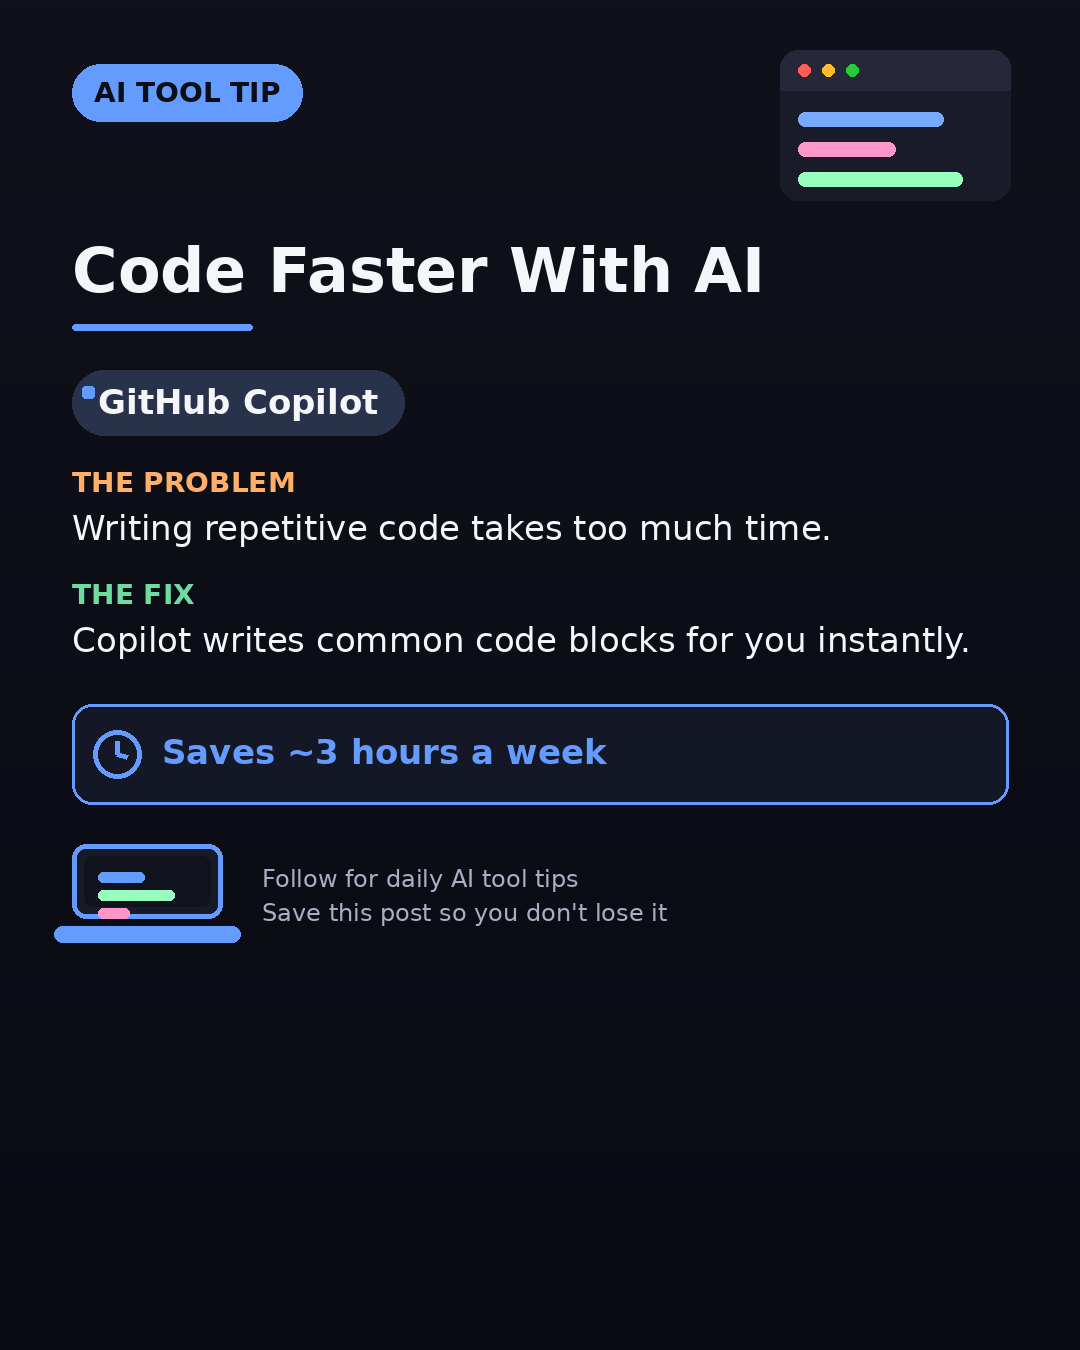 AI TOOL TIP
Code Faster With AI
GitHub Copilot
THE PROBLEM
Writing repetitive code takes too much time.
THE FIX
Copilot writes common code blocks for you instantly.
Saves ~3 hours a week
Follow for daily AI tool tips
Save this post so you don't lose it